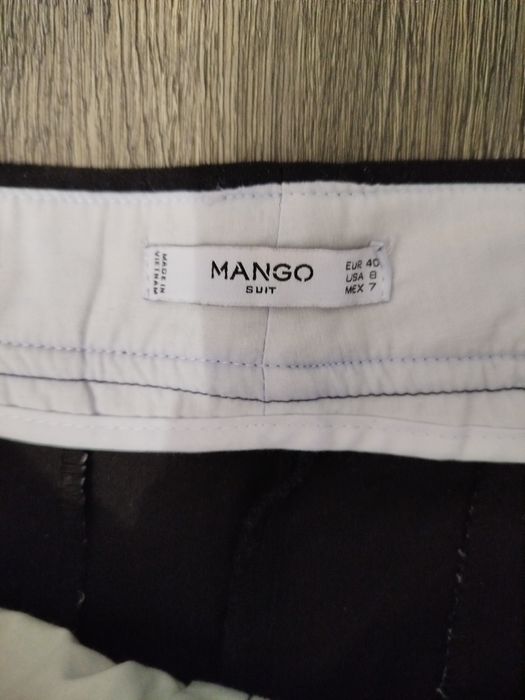 MADE IN
VIETNAM
MANGO
SUIT
EUR 40
USA 8
MEX 7